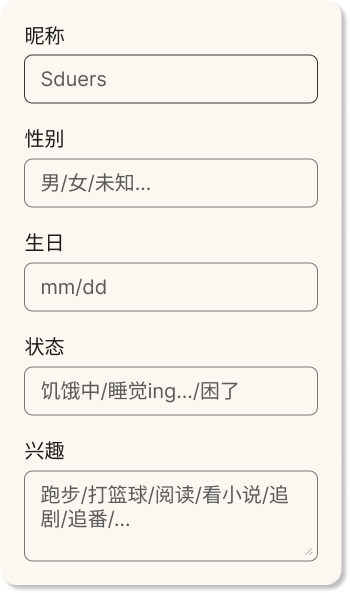 昵称
Sduers
性别
男/女/未知...
生日
mm/dd
状态
饥饿中/睡觉ing.../困了
兴趣
跑步/打篮球/阅读/看小说/追
剧/追番/...